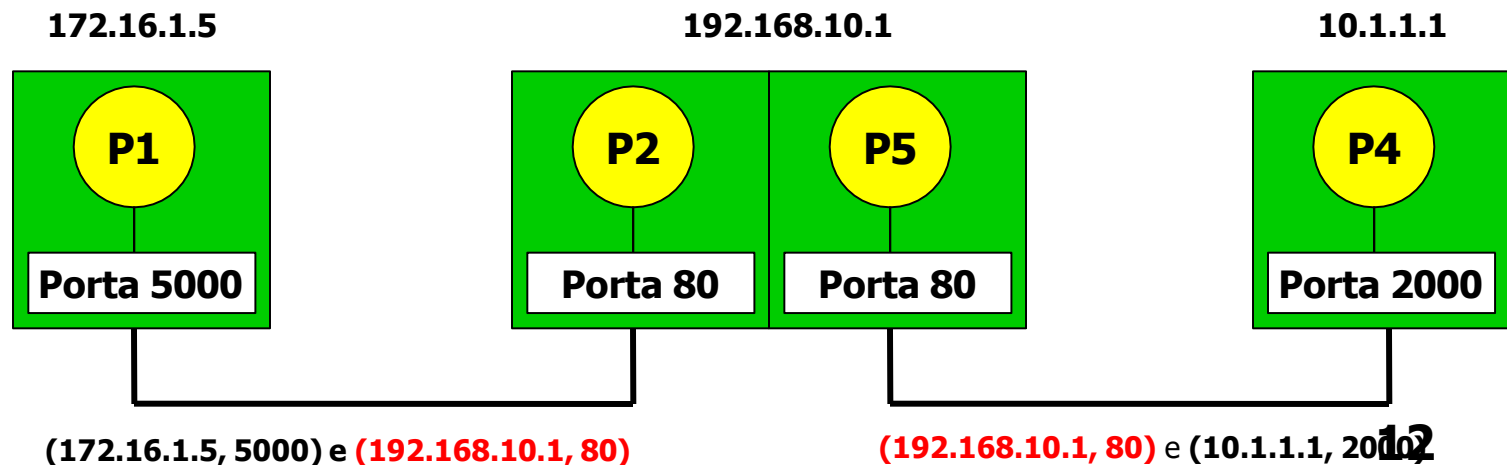 172.16.1.5
192.168.10.1
10.1.1.1
P1
P2
P5
P4
Porta 5000
Porta 80
Porta 80
Porta 2000
(172.16.1.5, 5000) e (192.168.10.1, 80)
(192.168.10.1, 80) e (10.1.1.1, 2000)
12